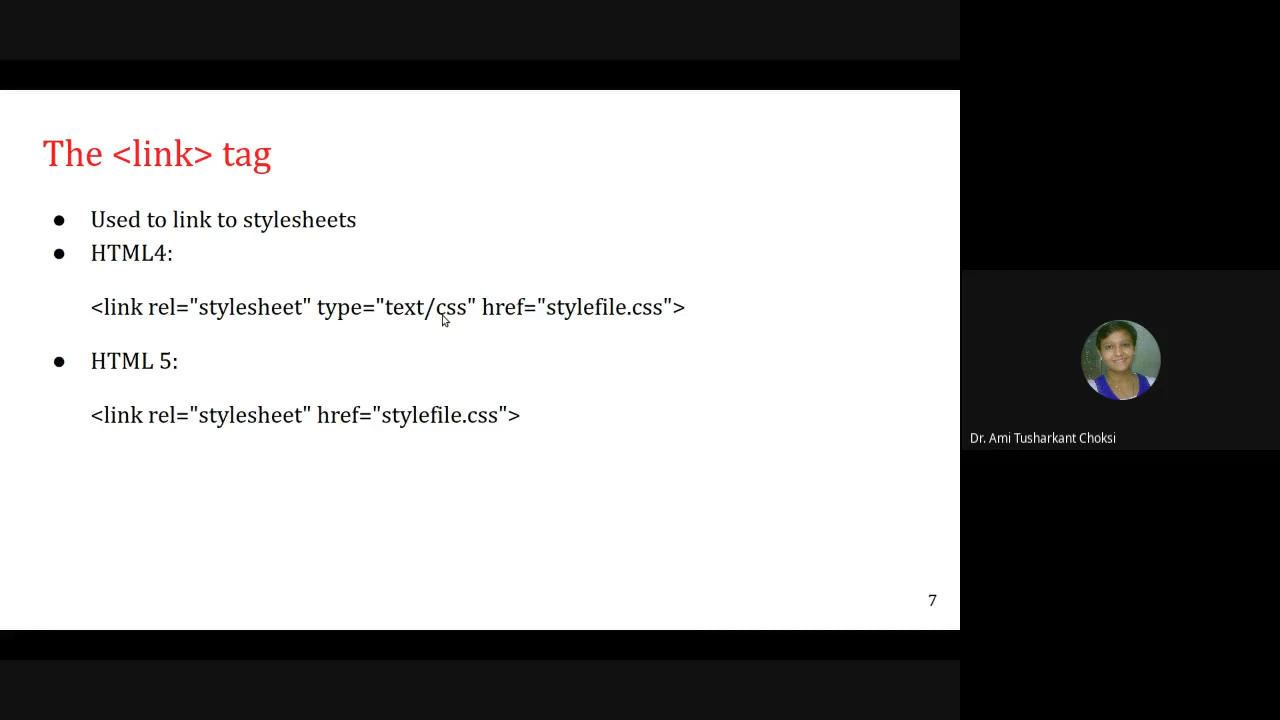 The <link> tag
● Used to link to stylesheets
● HTML4:
<link rel="stylesheet" type="text/css" href="stylefile.css">
● HTML 5:
<link rel="stylesheet" href="stylefile.css">
7
Dr. Ami Tusharkant Choksi